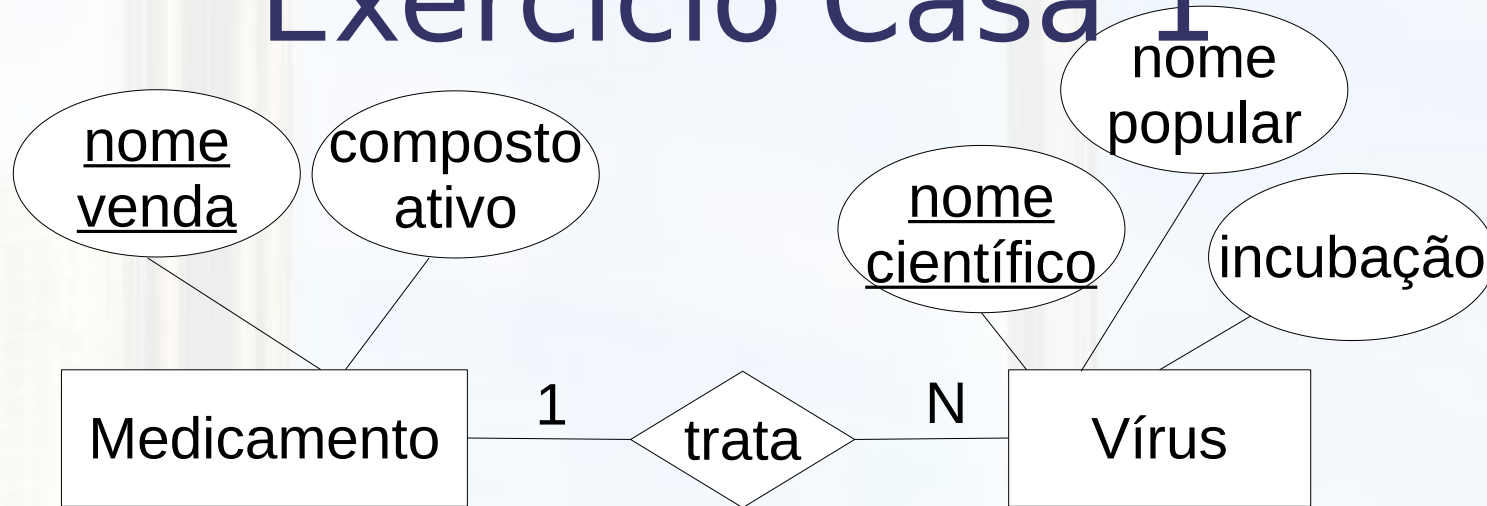 Exercício Casa 1
nome
popular
nome
venda
composto
ativo
nome
científico
incubação
1
N
Medicamento
trata
Vírus